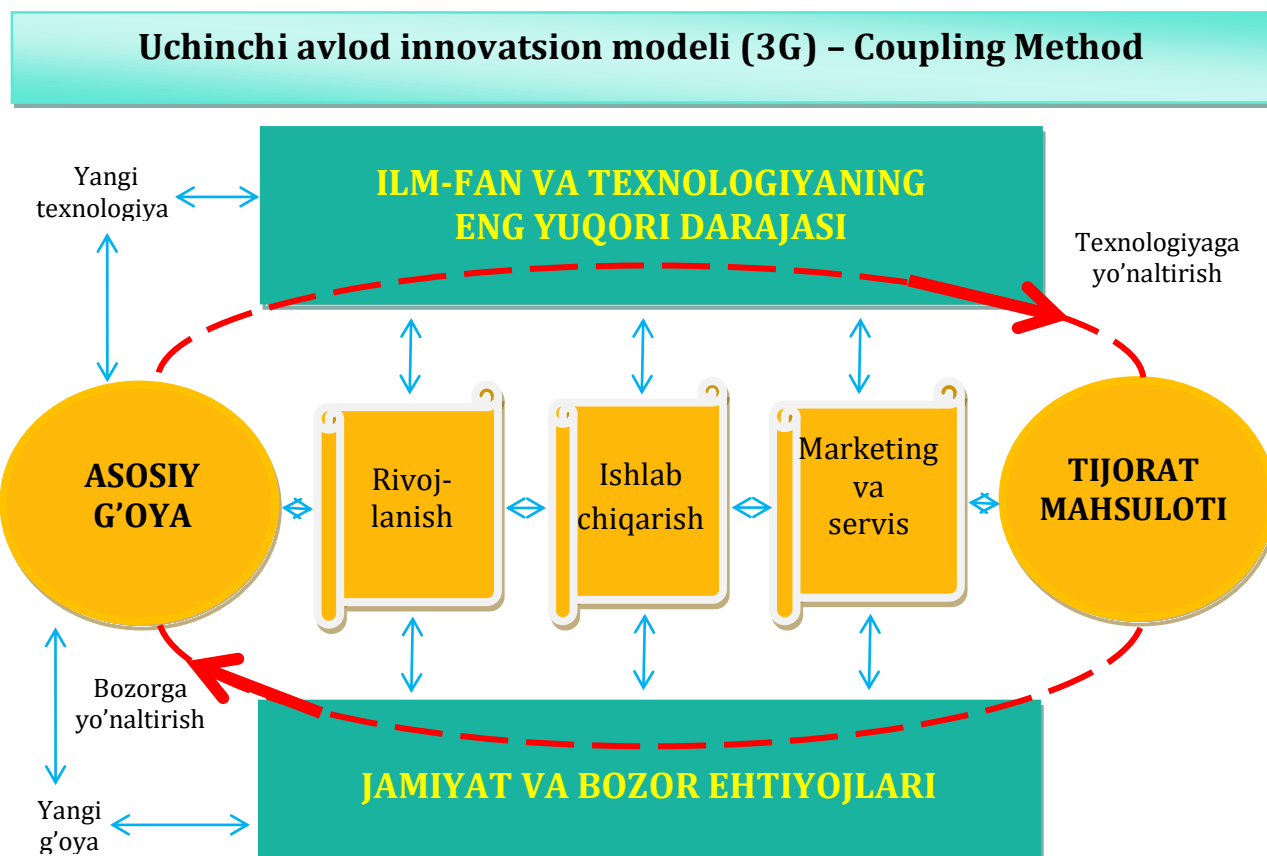 Uchinchi avlod innovatsion modeli (3G) – Coupling Method
Yangi
texnologiya
ILM-FAN VA TEXNOLOGIYANING
ENG YUQORI DARAJASI
Texnologiyaga
yo’naltirish
ASOSIY
G’OYA
Rivoj-
lanish
Ishlab
chiqarish
Marketing
va
servis
TIJORAT
MAHSULOTI
Bozorga
yo’naltirish
JAMIYAT VA BOZOR EHTIYOJLARI
Yangi
g’oya